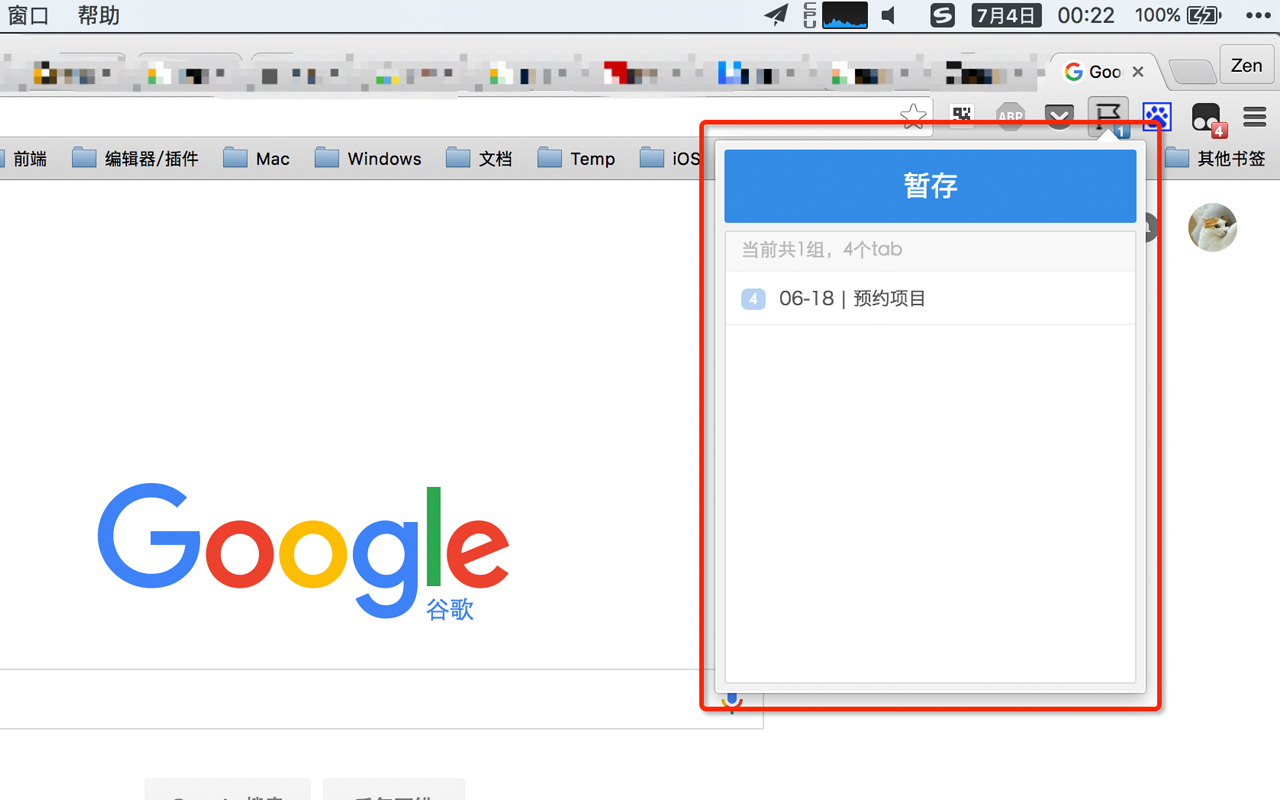 窗口 帮助 CPU S 7月4日 00:22 100%
Goo Zen
ABP 1 4
前端 编辑器/插件 Mac Windows 文档 Temp iOS 其他书签
暂存
当前共1组，4个tab
4 06-18 | 预约项目
Google
谷歌